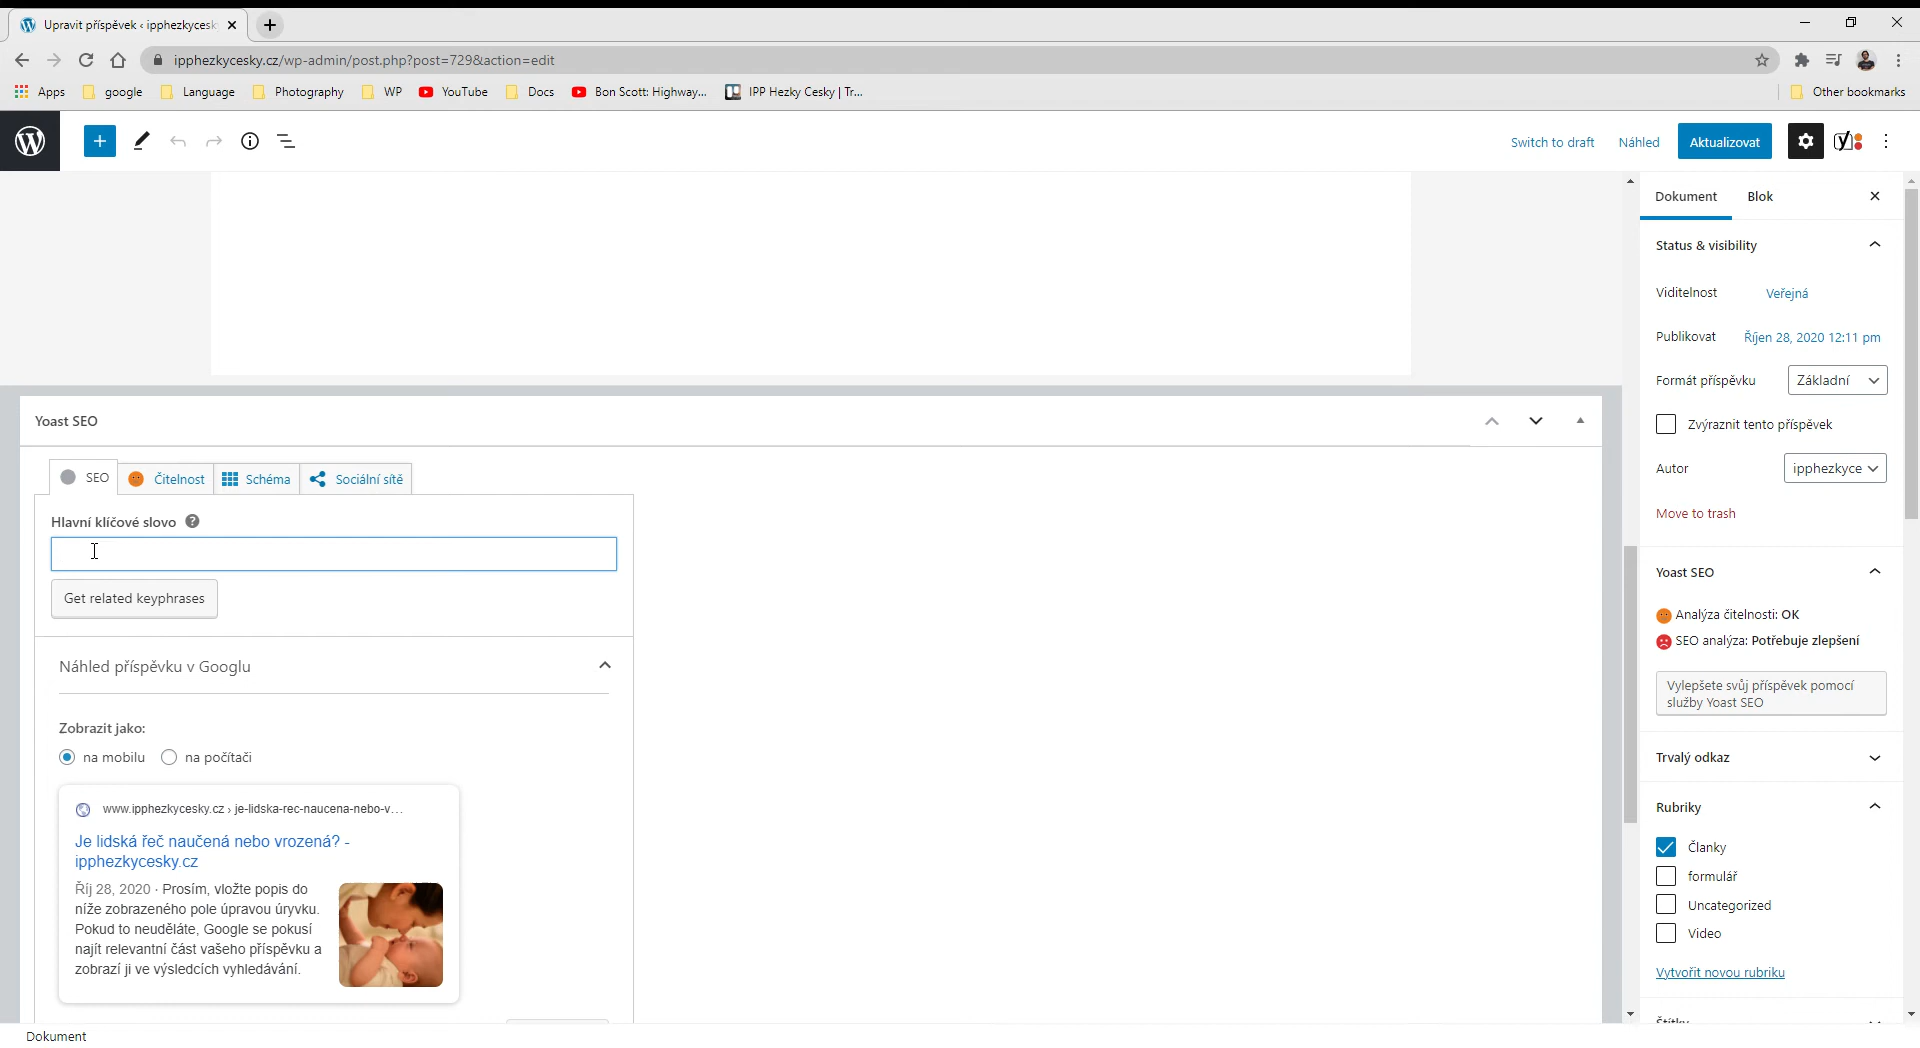 Upravit příspěvek ‹ ipphezkycesk
ipphezkycesky.cz/wp-admin/post.php?post=729&action=edit
Apps google Language Photography WP YouTube Docs Bon Scott: Highway... IPP Hezky Cesky | Tr... Other bookmarks
Switch to draft Náhled Aktualizovat
Dokument Blok
Status & visibility
Viditelnost Veřejná
Publikovat Říjen 28, 2020 12:11 pm
Formát příspěvku Základní
Zvýraznit tento příspěvek
Autor ipphezkyce
Move to trash
Yoast SEO
Analýza čitelnosti: OK
SEO analýza: Potřebuje zlepšení
Vylepšete svůj příspěvek pomocí
služby Yoast SEO
Trvalý odkaz
Rubriky
Članky
formulář
Uncategorized
Video
Vytvořit novou rubriku
Štítky
Yoast SEO
SEO Čitelnost Schéma Sociální sítě
Hlavní klíčové slovo
Get related keyphrases
Náhled příspěvku v Googlu
Zobrazit jako:
na mobilu na počítači
www.ipphezkycesky.cz › je-lidska-rec-naucena-nebo-v...
Je lidská řeč naučená nebo vrozená? -
ipphezkycesky.cz
Říj 28, 2020 · Prosím, vložte popis do
níže zobrazeného pole úpravou úryvku.
Pokud to neuděláte, Google se pokusí
najít relevantní část vašeho příspěvku a
zobrazí ji ve výsledcích vyhledávání.
Dokument